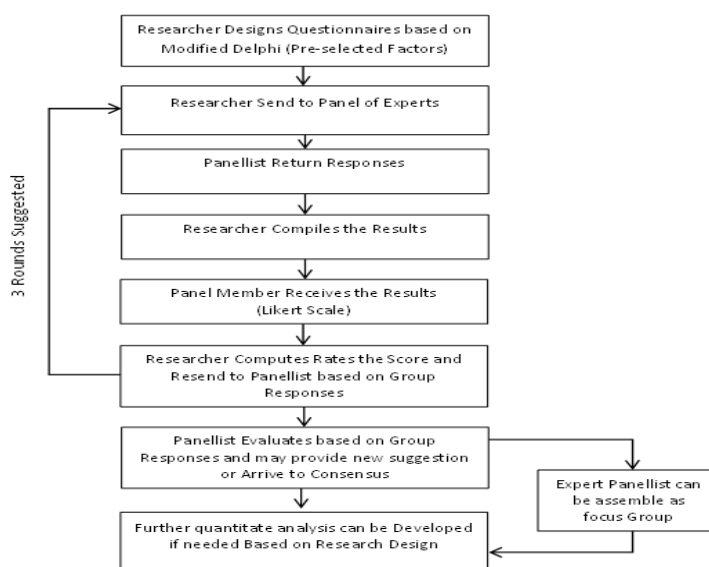 Researcher Designs Questionnaires based on
Modified Delphi (Pre-selected Factors)
Researcher Send to Panel of Experts
Panellist Return Responses
Researcher Compiles the Results
Panel Member Receives the Results
(Likert Scale)
Researcher Computes Rates the Score and
Resend to Panellist based on Group
Responses
3 Rounds Suggested
Panellist Evaluates based on Group
Responses and may provide new suggestion
or Arrive to Consensus
Expert Panellist can
be assemble as
focus Group
Further quantitate analysis can be Developed
if needed Based on Research Design